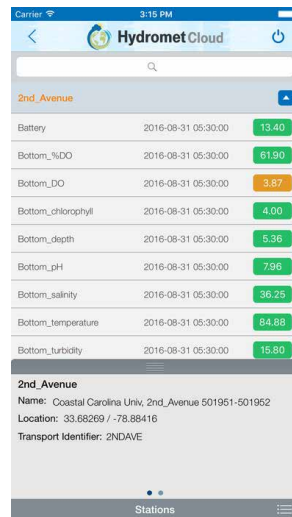 Carrier 3:15 PM
Hydromet Cloud
2nd_Avenue
Battery 2016-08-31 05:30:00 13.40
Bottom_%DO 2016-08-31 05:30:00 61.90
Bottom_DO 2016-08-31 05:30:00 3.87
Bottom_chlorophyll 2016-08-31 05:30:00 4.00
Bottom_depth 2016-08-31 05:30:00 5.36
Bottom_pH 2016-08-31 05:30:00 7.96
Bottom_salinity 2016-08-31 05:30:00 36.25
Bottom_temperature 2016-08-31 05:30:00 84.88
Bottom_turbidity 2016-08-31 05:30:00 15.80
2nd_Avenue
Name: Coastal Carolina Univ, 2nd_Avenue 501951-501952
Location: 33.68269 / -78.88416
Transport Identifier: 2NDAVE
Stations